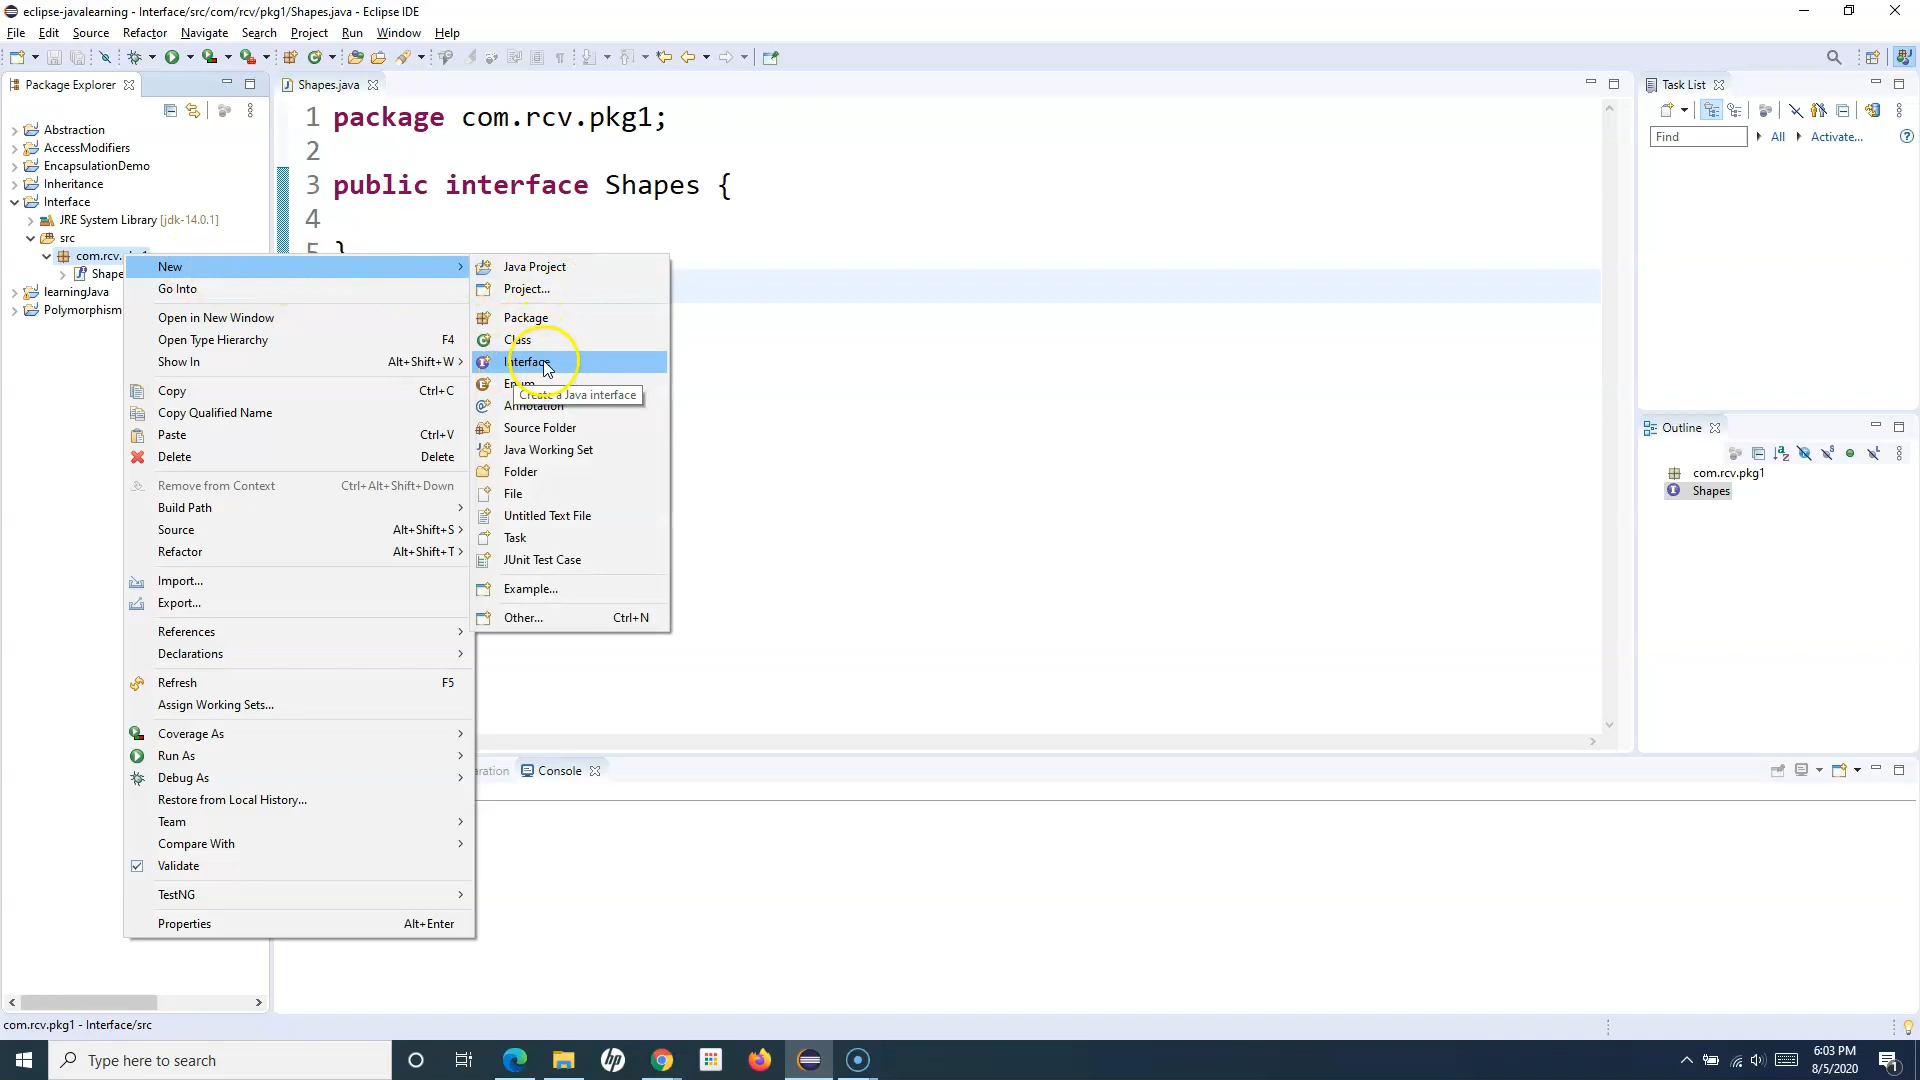 eclipse-javalearning - Interface/src/com/rcv/pkg1/Shapes.java - Eclipse IDE
File Edit Source Refactor Navigate Search Project Run Window Help
Package Explorer
Abstraction
AccessModifiers
EncapsulationDemo
Inheritance
Interface
JRE System Library [jdk-14.0.1]
src
com.rcv.
Shape
learningJava
Polymorphism
Shapes.java
1 package com.rcv.pkg1;
2
3 public interface Shapes {
4
5 }
New
Go Into
Open in New Window
Open Type Hierarchy F4
Show In Alt+Shift+W
Copy Ctrl+C
Copy Qualified Name
Paste Ctrl+V
Delete Delete
Remove from Context Ctrl+Alt+Shift+Down
Build Path
Source Alt+Shift+S
Refactor Alt+Shift+T
Import...
Export...
References
Declarations
Refresh F5
Assign Working Sets...
Coverage As
Run As
Debug As
Restore from Local History...
Team
Compare With
Validate
TestNG
Properties Alt+Enter
Java Project
Project...
Package
Class
Interface
Enum
Create a Java interface
Annotation
Source Folder
Java Working Set
Folder
File
Untitled Text File
Task
JUnit Test Case
Example...
Other... Ctrl+N
Task List
Find All Activate...
Outline
com.rcv.pkg1
Shapes
aration Console
com.rcv.pkg1 - Interface/src
Type here to search
6:03 PM
8/5/2020